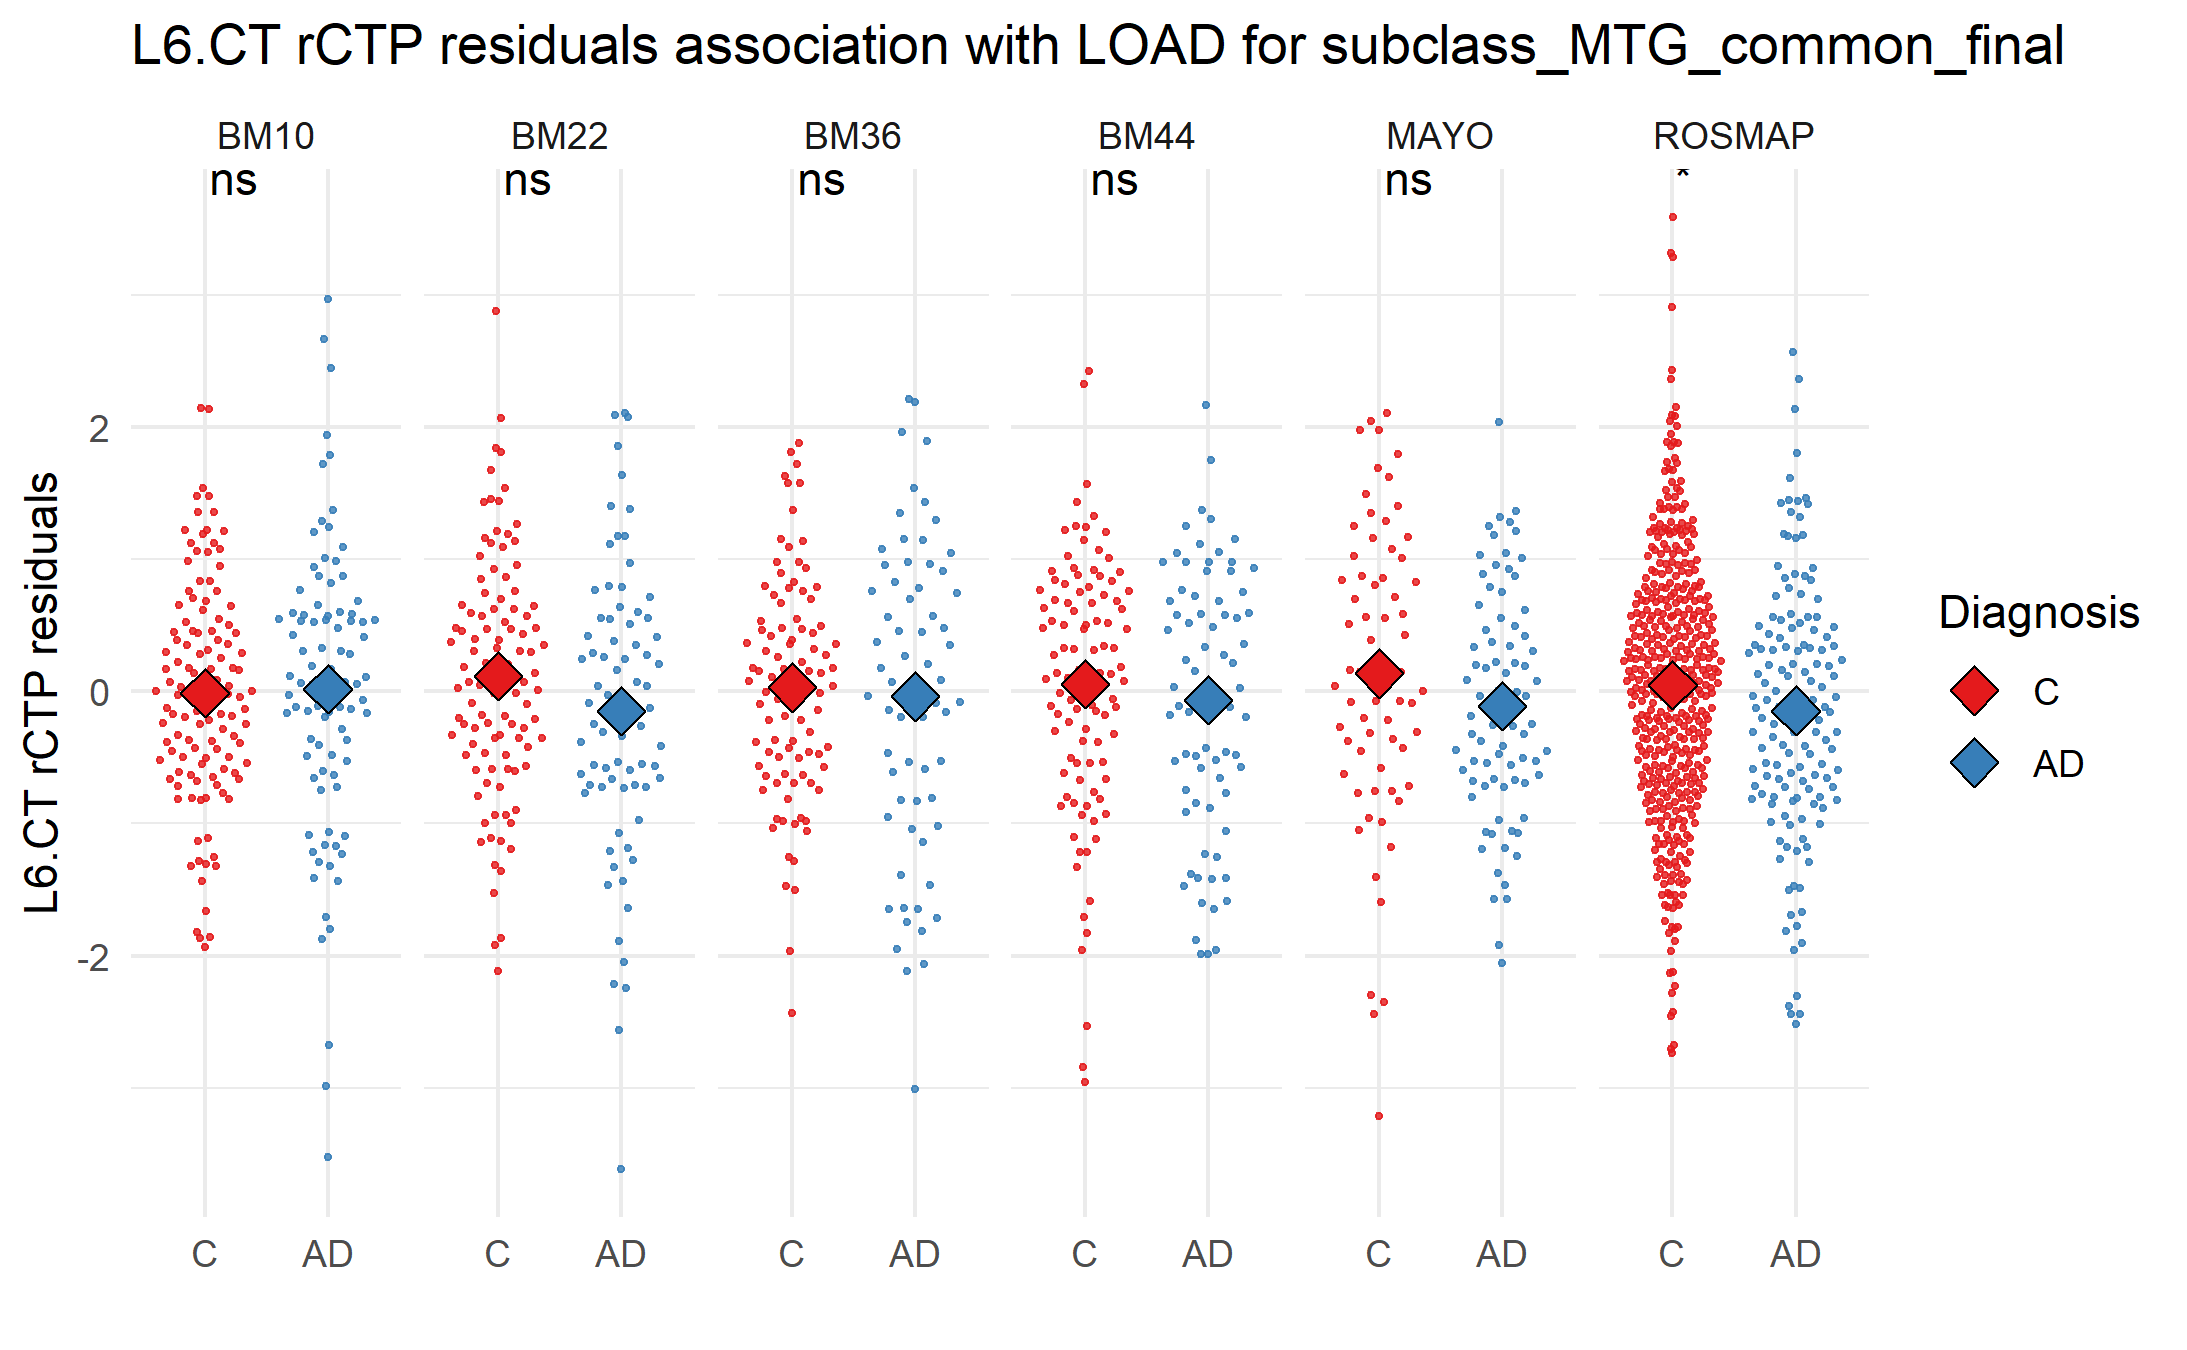 L6.CT rCTP residuals association with LOAD for subclass_MTG_common_final
BM10 BM22 BM36 BM44 MAYO ROSMAP
ns ns ns ns ns *
L6.CT rCTP residuals
2
0
-2
C AD C AD C AD C AD C AD C AD
Diagnosis
C
AD